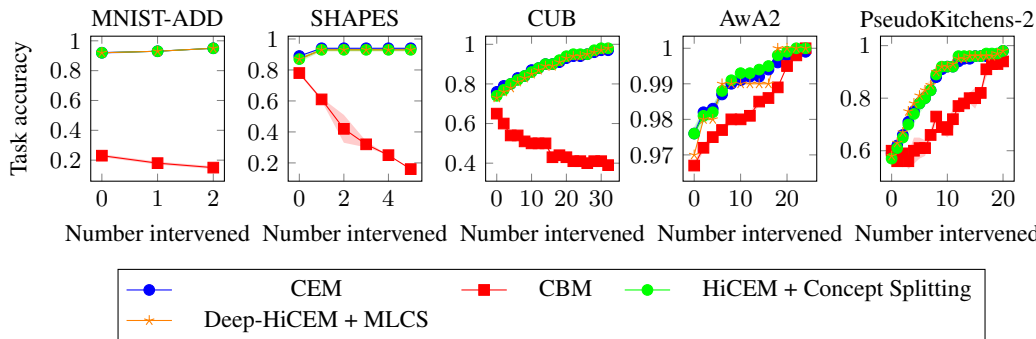 MNIST-ADD SHAPES CUB AwA2 PseudoKitchens-2
Task accuracy
1 0.8 0.6 0.4 0.2
0 1 2
1 0.8 0.6 0.4 0.2
0 2 4
1 0.8 0.6 0.4
0 10 20 30
1 0.99 0.98 0.97
0 10 20
1 0.8 0.6
0 10 20
Number intervened Number intervened Number intervened Number intervened Number intervened
CEM CBM HiCEM + Concept Splitting
Deep-HiCEM + MLCS